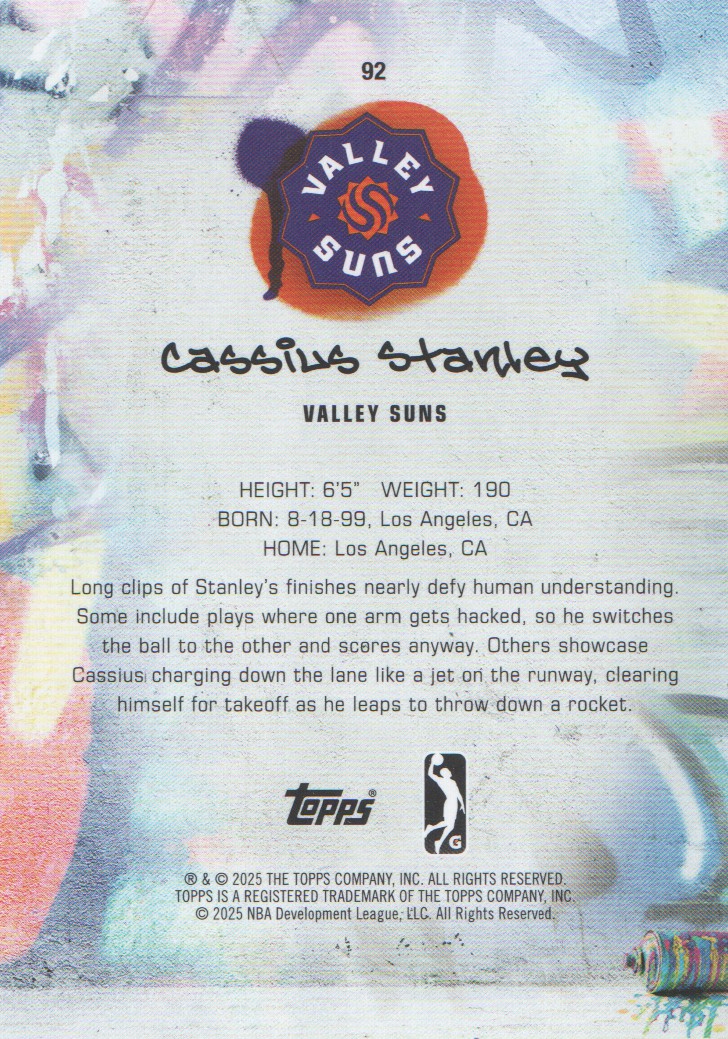 92
VALLEY
SUNS
Cassius Stanley
VALLEY SUNS
HEIGHT: 6'5" WEIGHT: 190
BORN: 8-18-99, Los Angeles, CA
HOME: Los Angeles, CA
Long clips of Stanley's finishes nearly defy human understanding.
Some include plays where one arm gets hacked, so he switches
the ball to the other and scores anyway. Others showcase
Cassius charging down the lane like a jet on the runway, clearing
himself for takeoff as he leaps to throw down a rocket.
topps®
G
® & © 2025 THE TOPPS COMPANY, INC. ALL RIGHTS RESERVED.
TOPPS IS A REGISTERED TRADEMARK OF THE TOPPS COMPANY, INC.
© 2025 NBA Development League, LLC. All Rights Reserved.